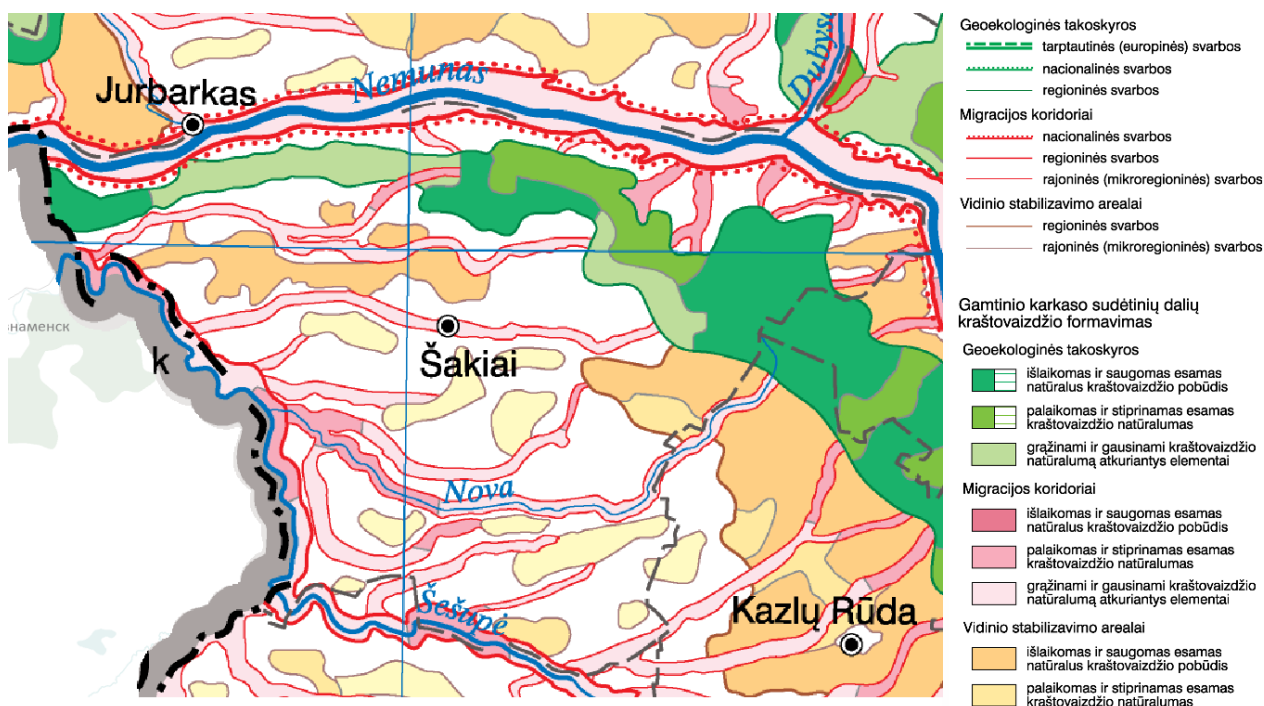 Jurbarkas
Nemunas
Dubys
знаменск
k
Šakiai
Nova
Šešupė
Kazlų Rūda
Geoekologinės takoskyros
tarptautinės (europinės) svarbos
nacionalinės svarbos
regioninės svarbos
Migracijos koridoriai
nacionalinės svarbos
regioninės svarbos
rajoninės (mikroregioninės) svarbos
Vidinio stabilizavimo arealai
regioninės svarbos
rajoninės (mikroregioninės) svarbos
Gamtinio karkaso sudėtinių dalių
kraštovaizdžio formavimas
Geoekologinės takoskyros
išlaikomas ir saugomas esamas
natūralus kraštovaizdžio pobūdis
palaikomas ir stiprinamas esamas
kraštovaizdžio natūralumas
grąžinami ir gausinami kraštovaizdžio
natūralumą atkuriantys elementai
Migracijos koridoriai
išlaikomas ir saugomas esamas
natūralus kraštovaizdžio pobūdis
palaikomas ir stiprinamas esamas
kraštovaizdžio natūralumas
grąžinami ir gausinami kraštovaizdžio
natūralumą atkuriantys elementai
Vidinio stabilizavimo arealai
išlaikomas ir saugomas esamas
natūralus kraštovaizdžio pobūdis
palaikomas ir stiprinamas esamas
kraštovaizdžio natūralumas